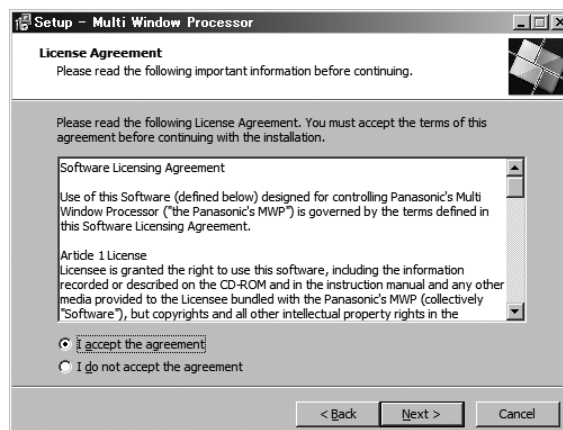 Setup - Multi Window Processor
License Agreement
Please read the following important information before continuing.
Please read the following License Agreement. You must accept the terms of this
agreement before continuing with the installation.
Software Licensing Agreement
Use of this Software (defined below) designed for controlling Panasonic's Multi
Window Processor ("the Panasonic's MWP") is governed by the terms defined in
this Software Licensing Agreement.
Article 1 License
Licensee is granted the right to use this software, including the information
recorded or described on the CD-ROM and in the instruction manual and any other
media provided to the Licensee bundled with the Panasonic's MWP (collectively
"Software"), but copyrights and all other intellectual property rights in the
I accept the agreement
I do not accept the agreement
< Back Next > Cancel